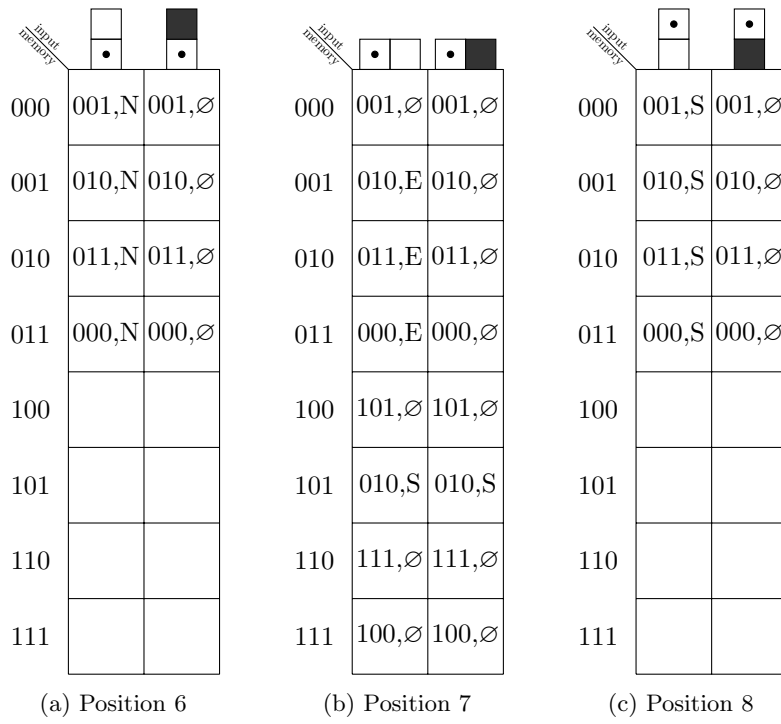 input
memory
input
memory
input
memory
000 001,N 001,∅ 000 001,∅ 001,∅ 000 001,S 001,∅
001 010,N 010,∅ 001 010,E 010,∅ 001 010,S 010,∅
010 011,N 011,∅ 010 011,E 011,∅ 010 011,S 011,∅
011 000,N 000,∅ 011 000,E 000,∅ 011 000,S 000,∅
100 100 101,∅ 101,∅ 100
101 101 010,S 010,S 101
110 110 111,∅ 111,∅ 110
111 111 100,∅ 100,∅ 111
(a) Position 6 (b) Position 7 (c) Position 8